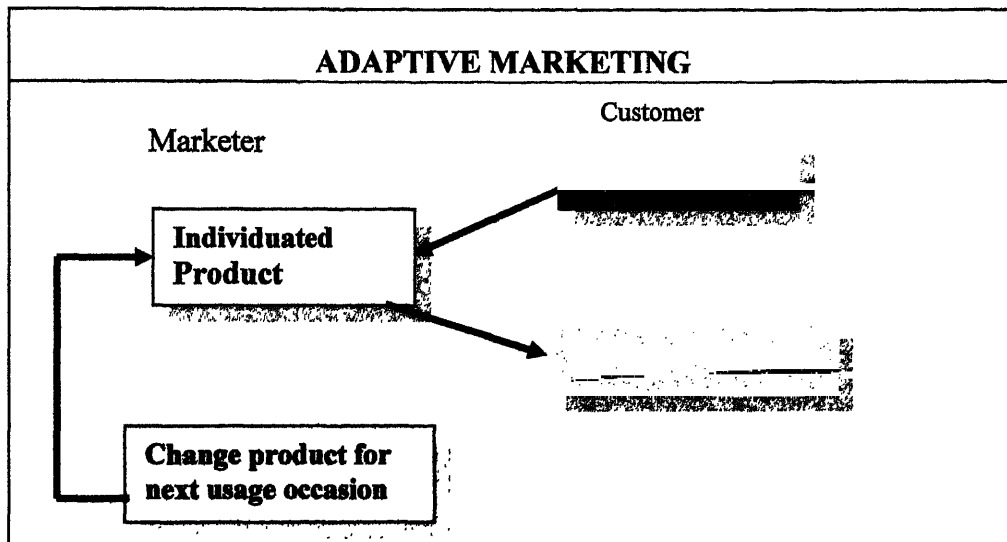 ADAPTIVE MARKETING
Customer
Marketer
Individuated
Product
Change product for
next usage occasion